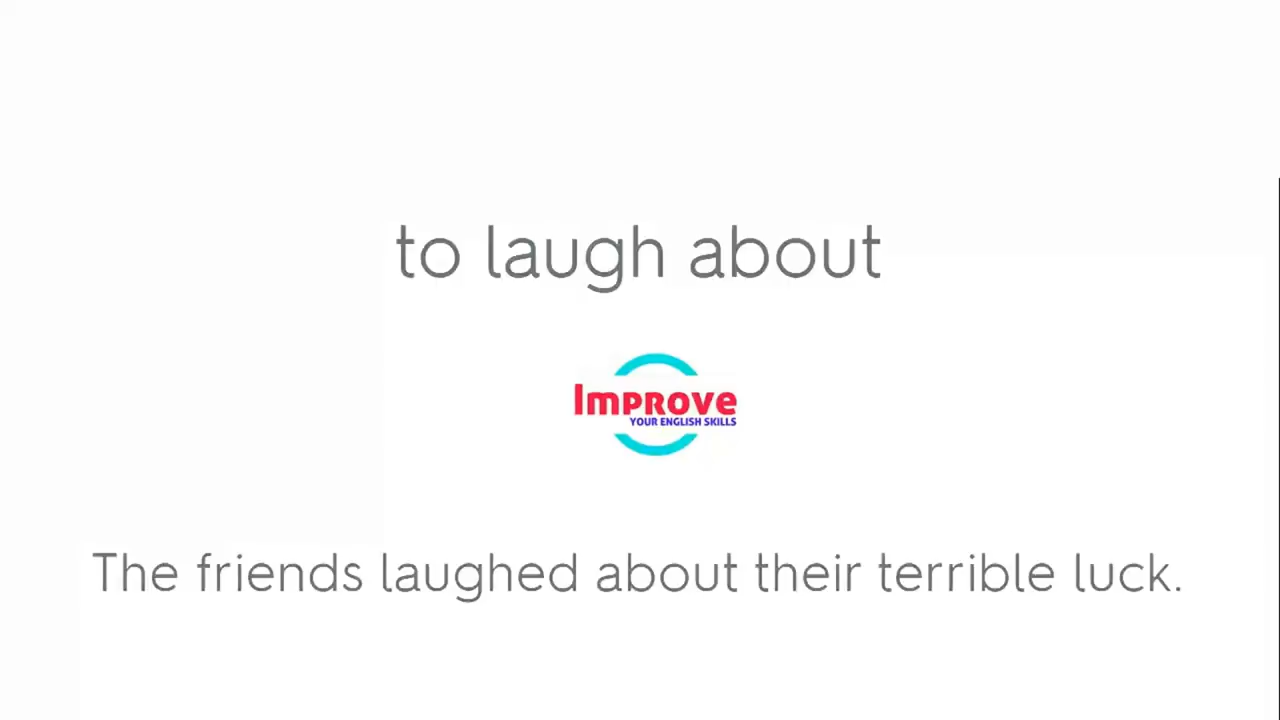 to laugh about
Improve
YOUR ENGLISH SKILLS
The friends laughed about their terrible luck.